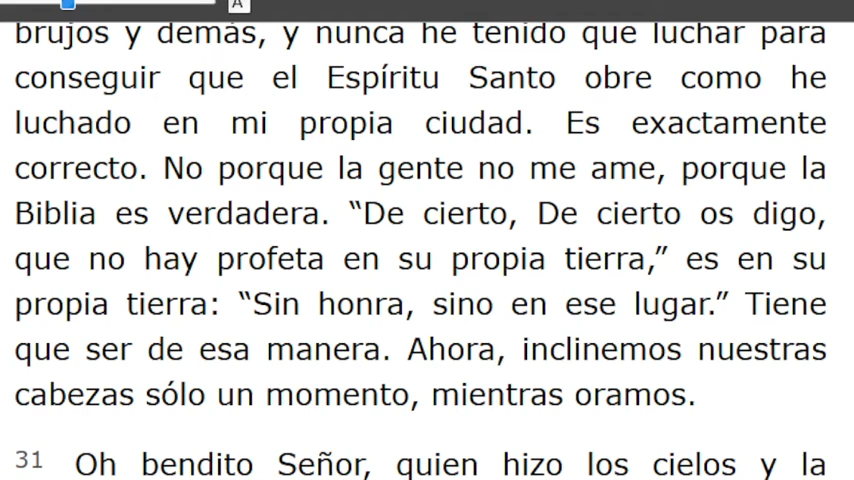 A
brujos y demás, y nunca he tenido que luchar para
conseguir que el Espíritu Santo obre como he
luchado en mi propia ciudad. Es exactamente
correcto. No porque la gente no me ame, porque la
Biblia es verdadera. “De cierto, De cierto os digo,
que no hay profeta en su propia tierra,” es en su
propia tierra: “Sin honra, sino en ese lugar.” Tiene
que ser de esa manera. Ahora, inclinemos nuestras
cabezas sólo un momento, mientras oramos.
31 Oh bendito Señor, quien hizo los cielos y la